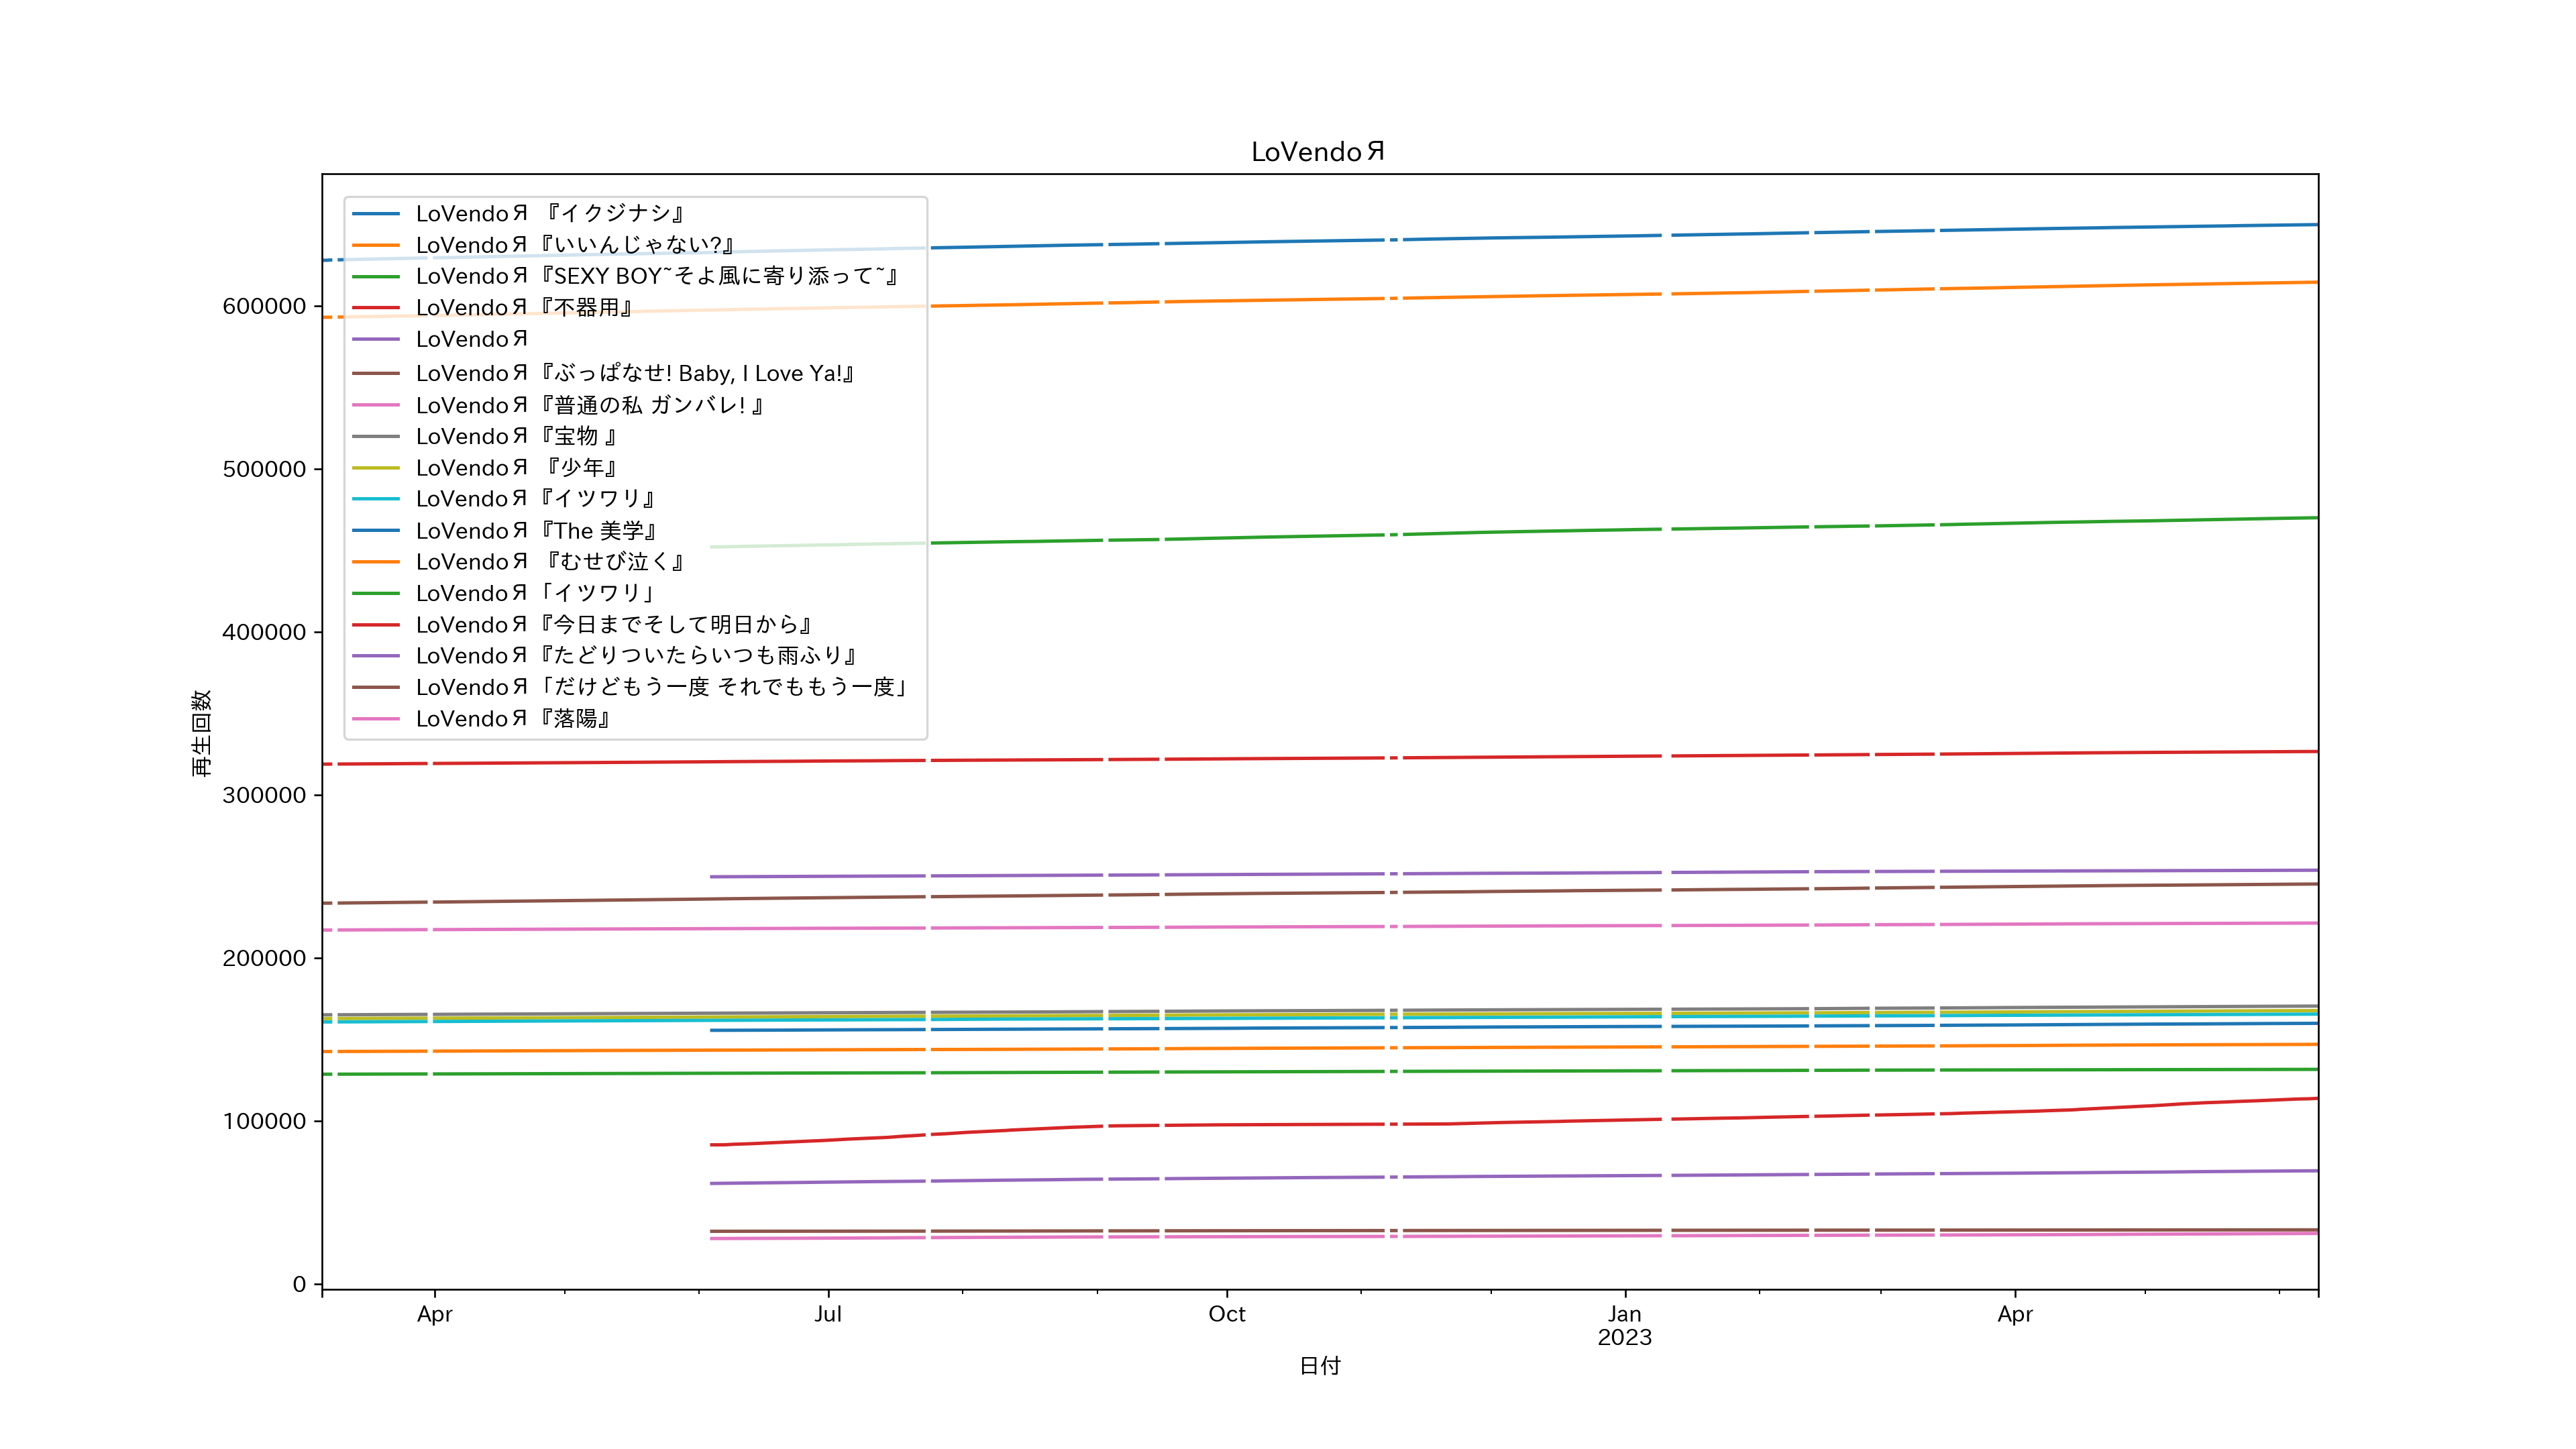 LoVendoЯ
LoVendoЯ 『イクジナシ』
LoVendoЯ『いいんじゃない?』
LoVendoЯ『SEXY BOY~そよ風に寄り添って~』
LoVendoЯ『不器用』
LoVendoЯ
LoVendoЯ『ぶっぱなせ! Baby, I Love Ya!』
LoVendoЯ『普通の私 ガンバレ! 』
LoVendoЯ『宝物 』
LoVendoЯ 『少年』
LoVendoЯ『イツワリ』
LoVendoЯ『The 美学』
LoVendoЯ 『むせび泣く』
LoVendoЯ「イツワリ」
LoVendoЯ『今日までそして明日から』
LoVendoЯ『たどりついたらいつも雨ふり』
LoVendoЯ「だけどもう一度 それでももう一度」
LoVendoЯ『落陽』
600000
500000
400000
300000
200000
100000
0
再生回数
Apr Jul Oct Jan Apr
2023
日付